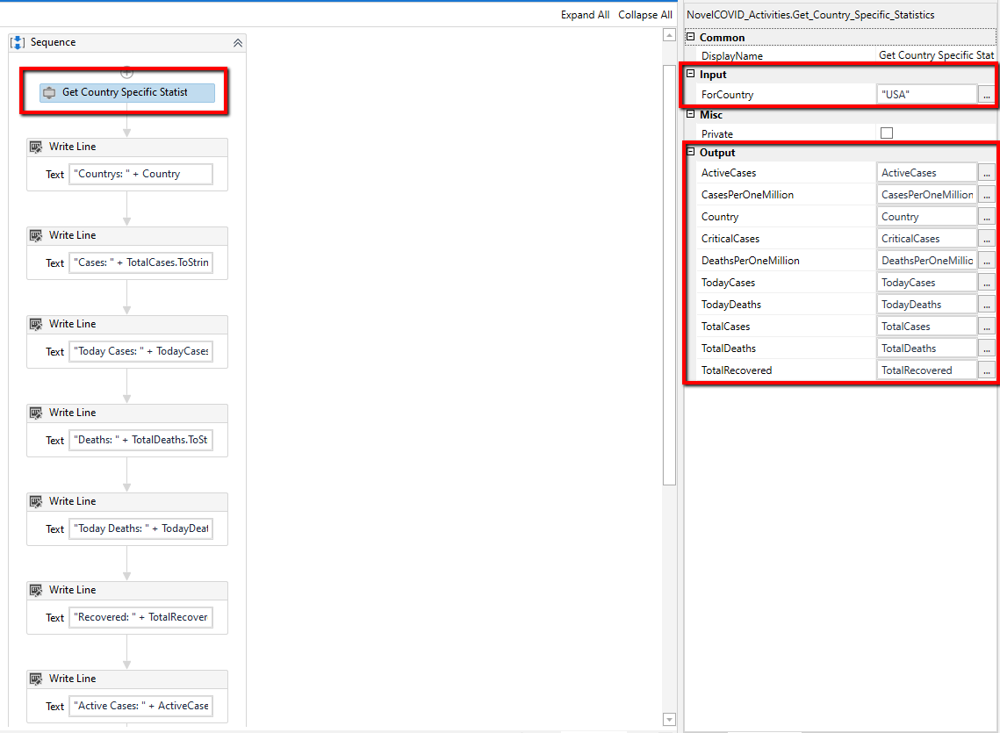 Expand All Collapse All
Sequence
Get Country Specific Statist
Write Line
Text "Countrys: " + Country
Write Line
Text "Cases: " + TotalCases.ToStrin
Write Line
Text "Today Cases: " + TodayCases
Write Line
Text "Deaths: " + TotalDeaths.ToSt
Write Line
Text "Today Deaths: " + TodayDeat
Write Line
Text "Recovered: " + TotalRecover
Write Line
Text "Active Cases: " + ActiveCase
NovelCOVID_Activities.Get_Country_Specific_Statistics
Common
DisplayName Get Country Specific Stat
Input
ForCountry "USA" ...
Misc
Private
Output
ActiveCases ActiveCases ...
CasesPerOneMillion CasesPerOneMillion ...
Country Country ...
CriticalCases CriticalCases ...
DeathsPerOneMillion DeathsPerOneMillio ...
TodayCases TodayCases ...
TodayDeaths TodayDeaths ...
TotalCases TotalCases ...
TotalDeaths TotalDeaths ...
TotalRecovered TotalRecovered ...